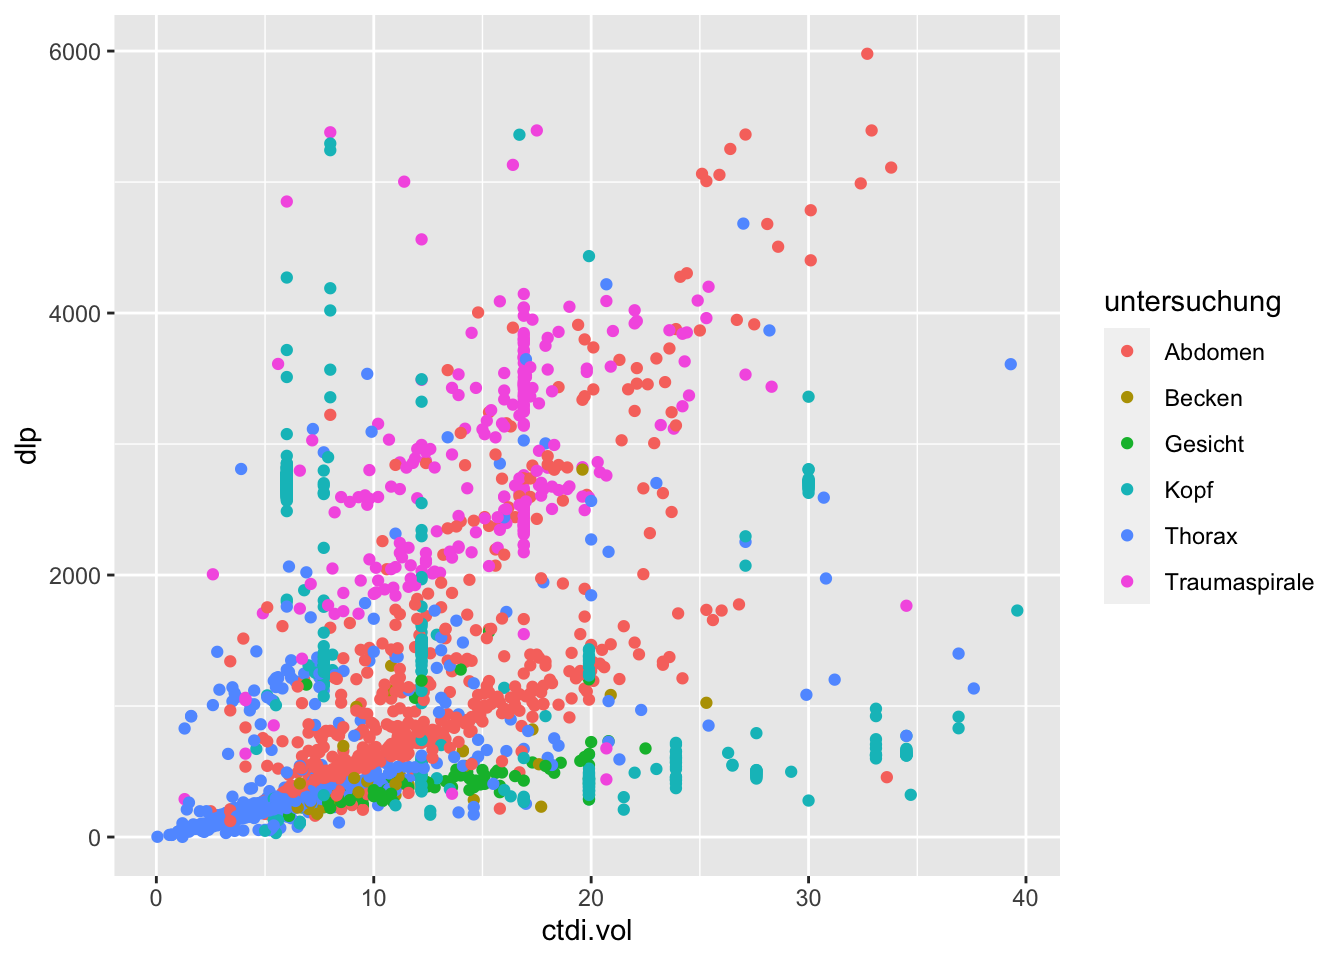 6000
4000
2000
0
dlp
0 10 20 30 40
ctdi.vol
untersuchung
Abdomen
Becken
Gesicht
Kopf
Thorax
Traumaspirale